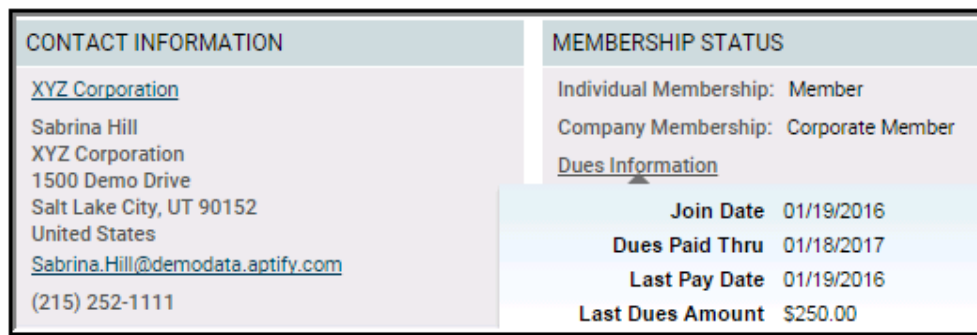 CONTACT INFORMATION
XYZ Corporation
Sabrina Hill
XYZ Corporation
1500 Demo Drive
Salt Lake City, UT 90152
United States
Sabrina.Hill@demodata.aptify.com
(215) 252-1111
MEMBERSHIP STATUS
Individual Membership: Member
Company Membership: Corporate Member
Dues Information
Join Date 01/19/2016
Dues Paid Thru 01/18/2017
Last Pay Date 01/19/2016
Last Dues Amount $250.00